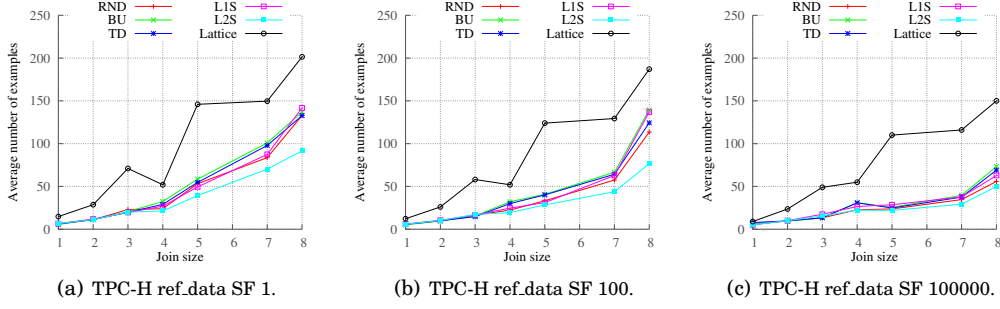 RND
BU
TD
L1S
L2S
Lattice
Average number of examples
250
200
150
100
50
0
1 2 3 4 5 7 8
Join size
(a) TPC-H ref_data SF 1.
RND
BU
TD
L1S
L2S
Lattice
Average number of examples
250
200
150
100
50
0
1 2 3 4 5 7 8
Join size
(b) TPC-H ref_data SF 100.
RND
BU
TD
L1S
L2S
Lattice
Average number of examples
250
200
150
100
50
0
1 2 3 4 5 7 8
Join size
(c) TPC-H ref_data SF 100000.